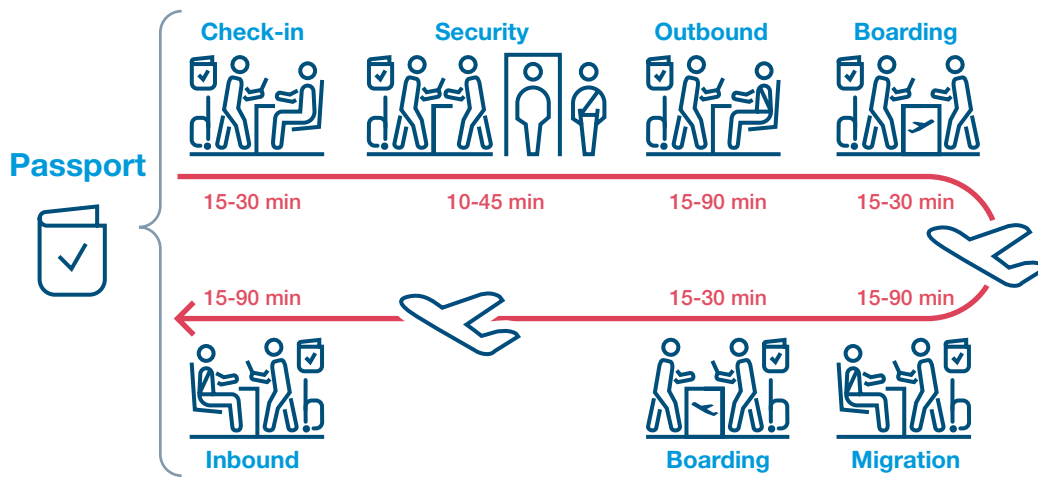 Check-in
Security
Outbound
Boarding
Passport
15-30 min
10-45 min
15-90 min
15-30 min
15-90 min
15-30 min
15-90 min
Inbound
Boarding
Migration